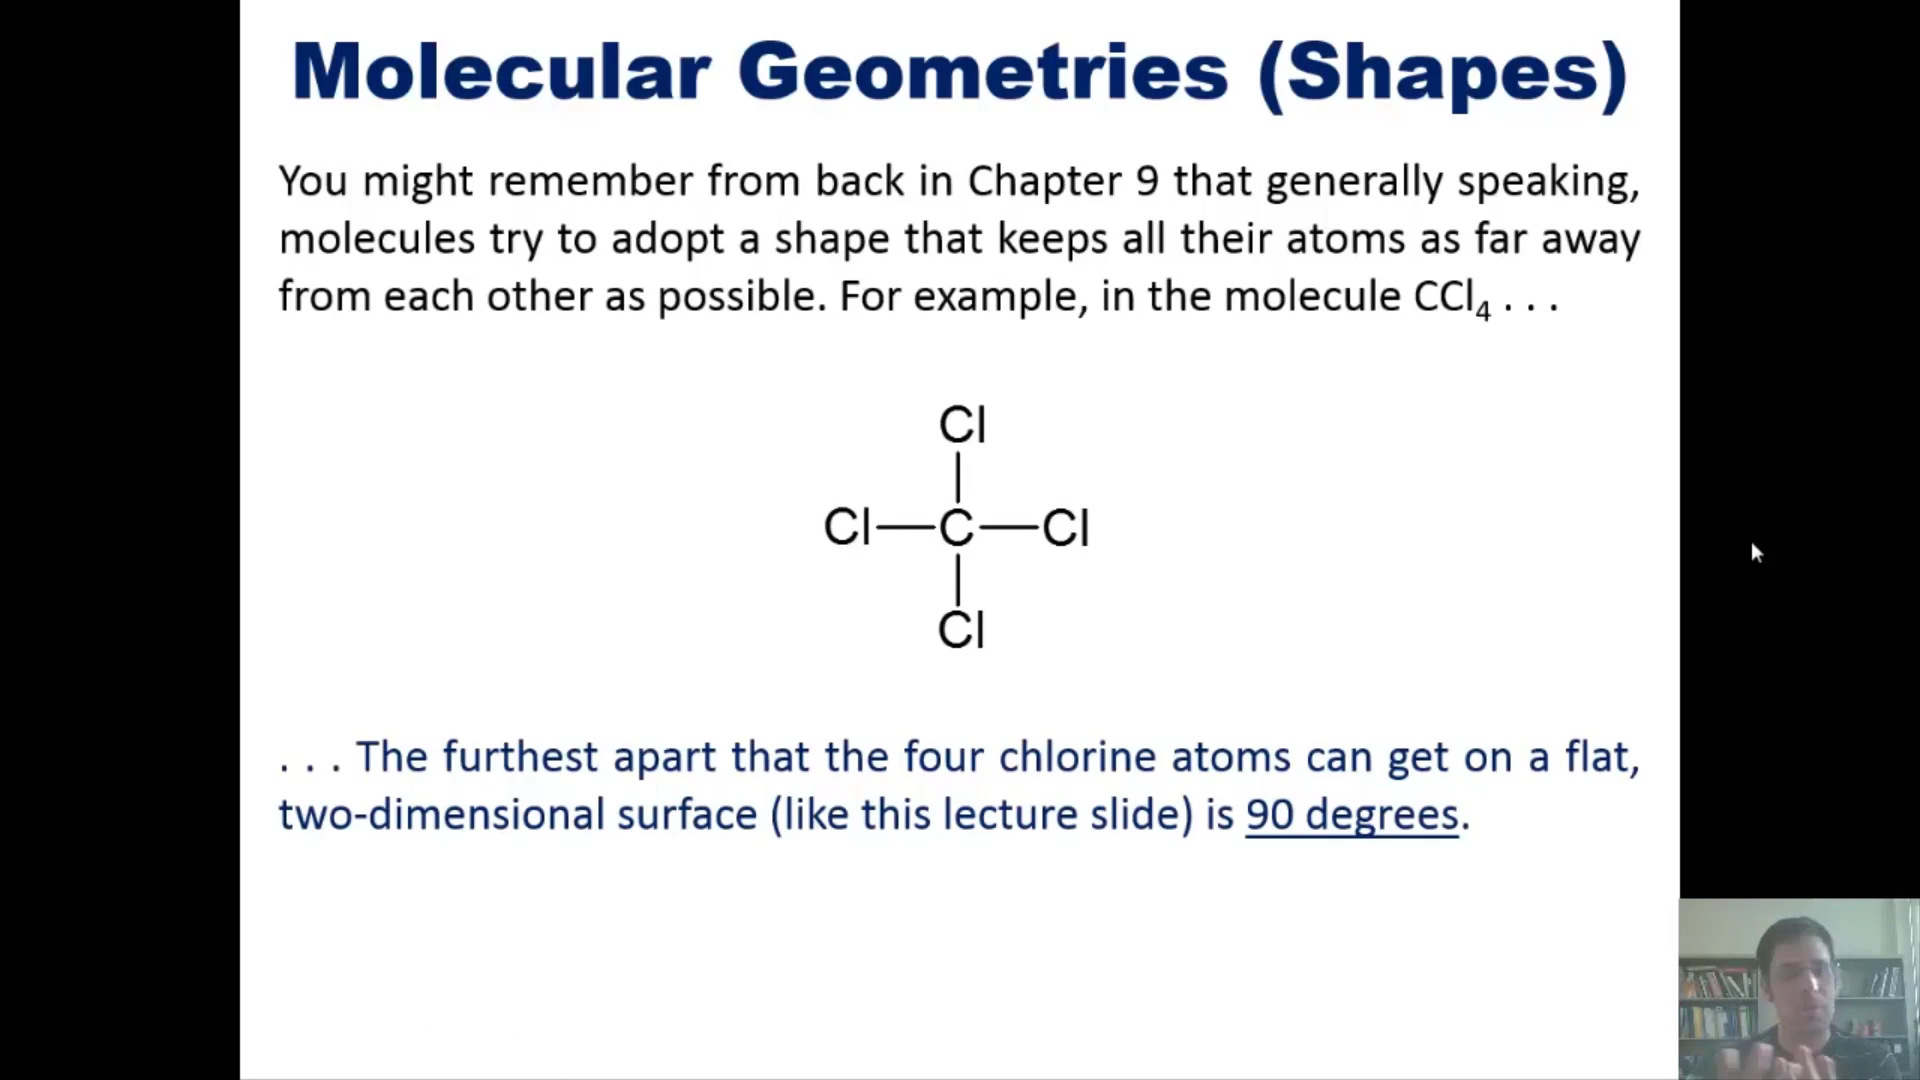 Molecular Geometries (Shapes)
You might remember from back in Chapter 9 that generally speaking,
molecules try to adopt a shape that keeps all their atoms as far away
from each other as possible. For example, in the molecule CCl₄ . . .
Cl
Cl—C—Cl
Cl
. . . The furthest apart that the four chlorine atoms can get on a flat,
two-dimensional surface (like this lecture slide) is 90 degrees.